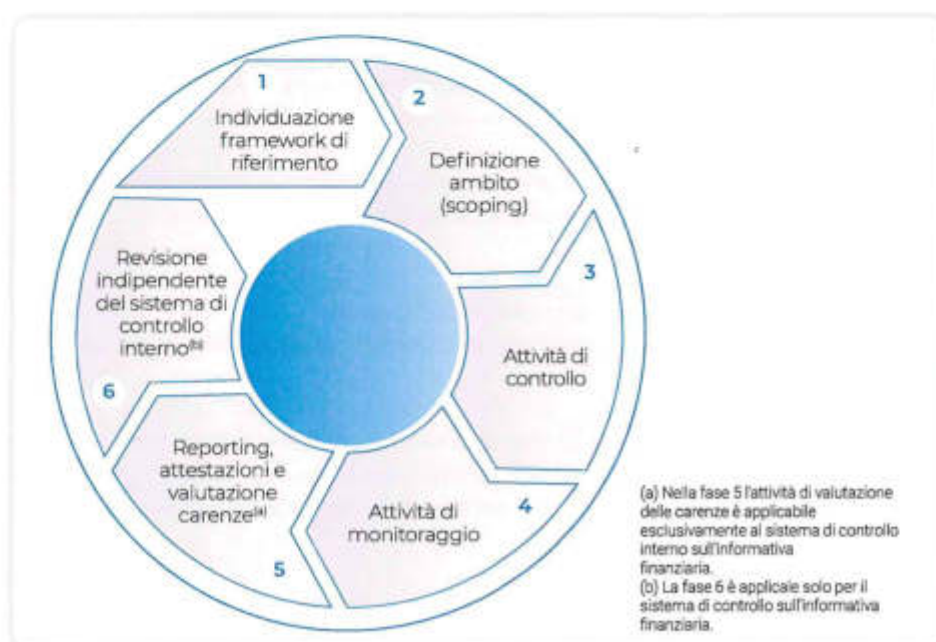 1
Individuazione
framework di
riferimento
2
Definizione
ambito
(scoping)
3
Attività di
controllo
4
Attività di
monitoraggio
Reporting,
attestazioni e
valutazione
carenze(a)
5
Revisione
indipendente
del sistema di
controllo
interno(b)
6
(a) Nella fase 5 l'attività di valutazione
delle carenze è applicabile
esclusivamente al sistema di controllo
interno sull'informativa
finanziaria.
(b) La fase 6 è applicale solo per il
sistema di controllo sull'informativa
finanziaria.